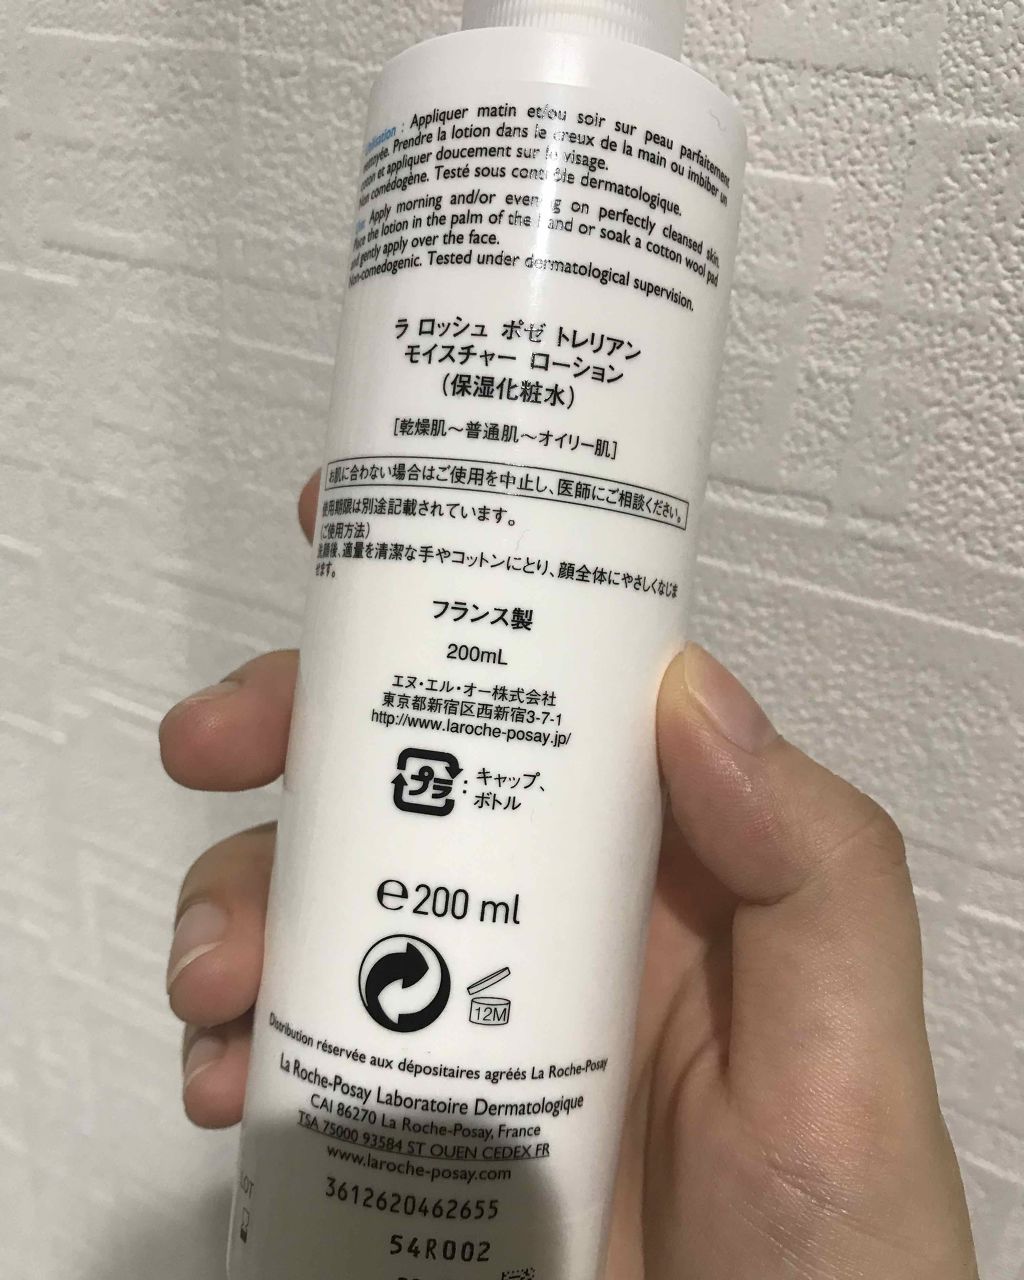 : Appliquer matin et/ou soir sur peau parfaitement
nettoyée. Prendre la lotion dans le creux de la main ou imbiber un
coton et appliquer doucement sur le visage.
Non comédogène. Testé sous contrôle dermatologique.
Apply morning and/or evening on perfectly cleansed skin.
Place the lotion in the palm of the hand or soak a cotton wool pad
and gently apply over the face.
Non-comedogenic. Tested under dermatological supervision.
ラ ロッシュ ポゼ トレリアン
モイスチャー ローション
(保湿化粧水)
[乾燥肌～普通肌～オイリー肌]
お肌に合わない場合はご使用を中止し、医師にご相談ください。
使用期限は別途記載されています。
(ご使用方法)
洗顔後、適量を清潔な手やコットンにとり、顔全体にやさしくなじま
せます。
フランス製
200mL
エヌ・エル・オー株式会社
東京都新宿区西新宿3-7-1
http://www.laroche-posay.jp/
プラ : キャップ、
ボトル
℮200 ml
12M
Distribution réservée aux dépositaires agréés La Roche-Posay
La Roche-Posay Laboratoire Dermatologique
CAI 86270 La Roche-Posay, France
TSA 75000 93584 ST OUEN CEDEX FR
www.laroche-posay.com
3612620462655
LOT
54R002